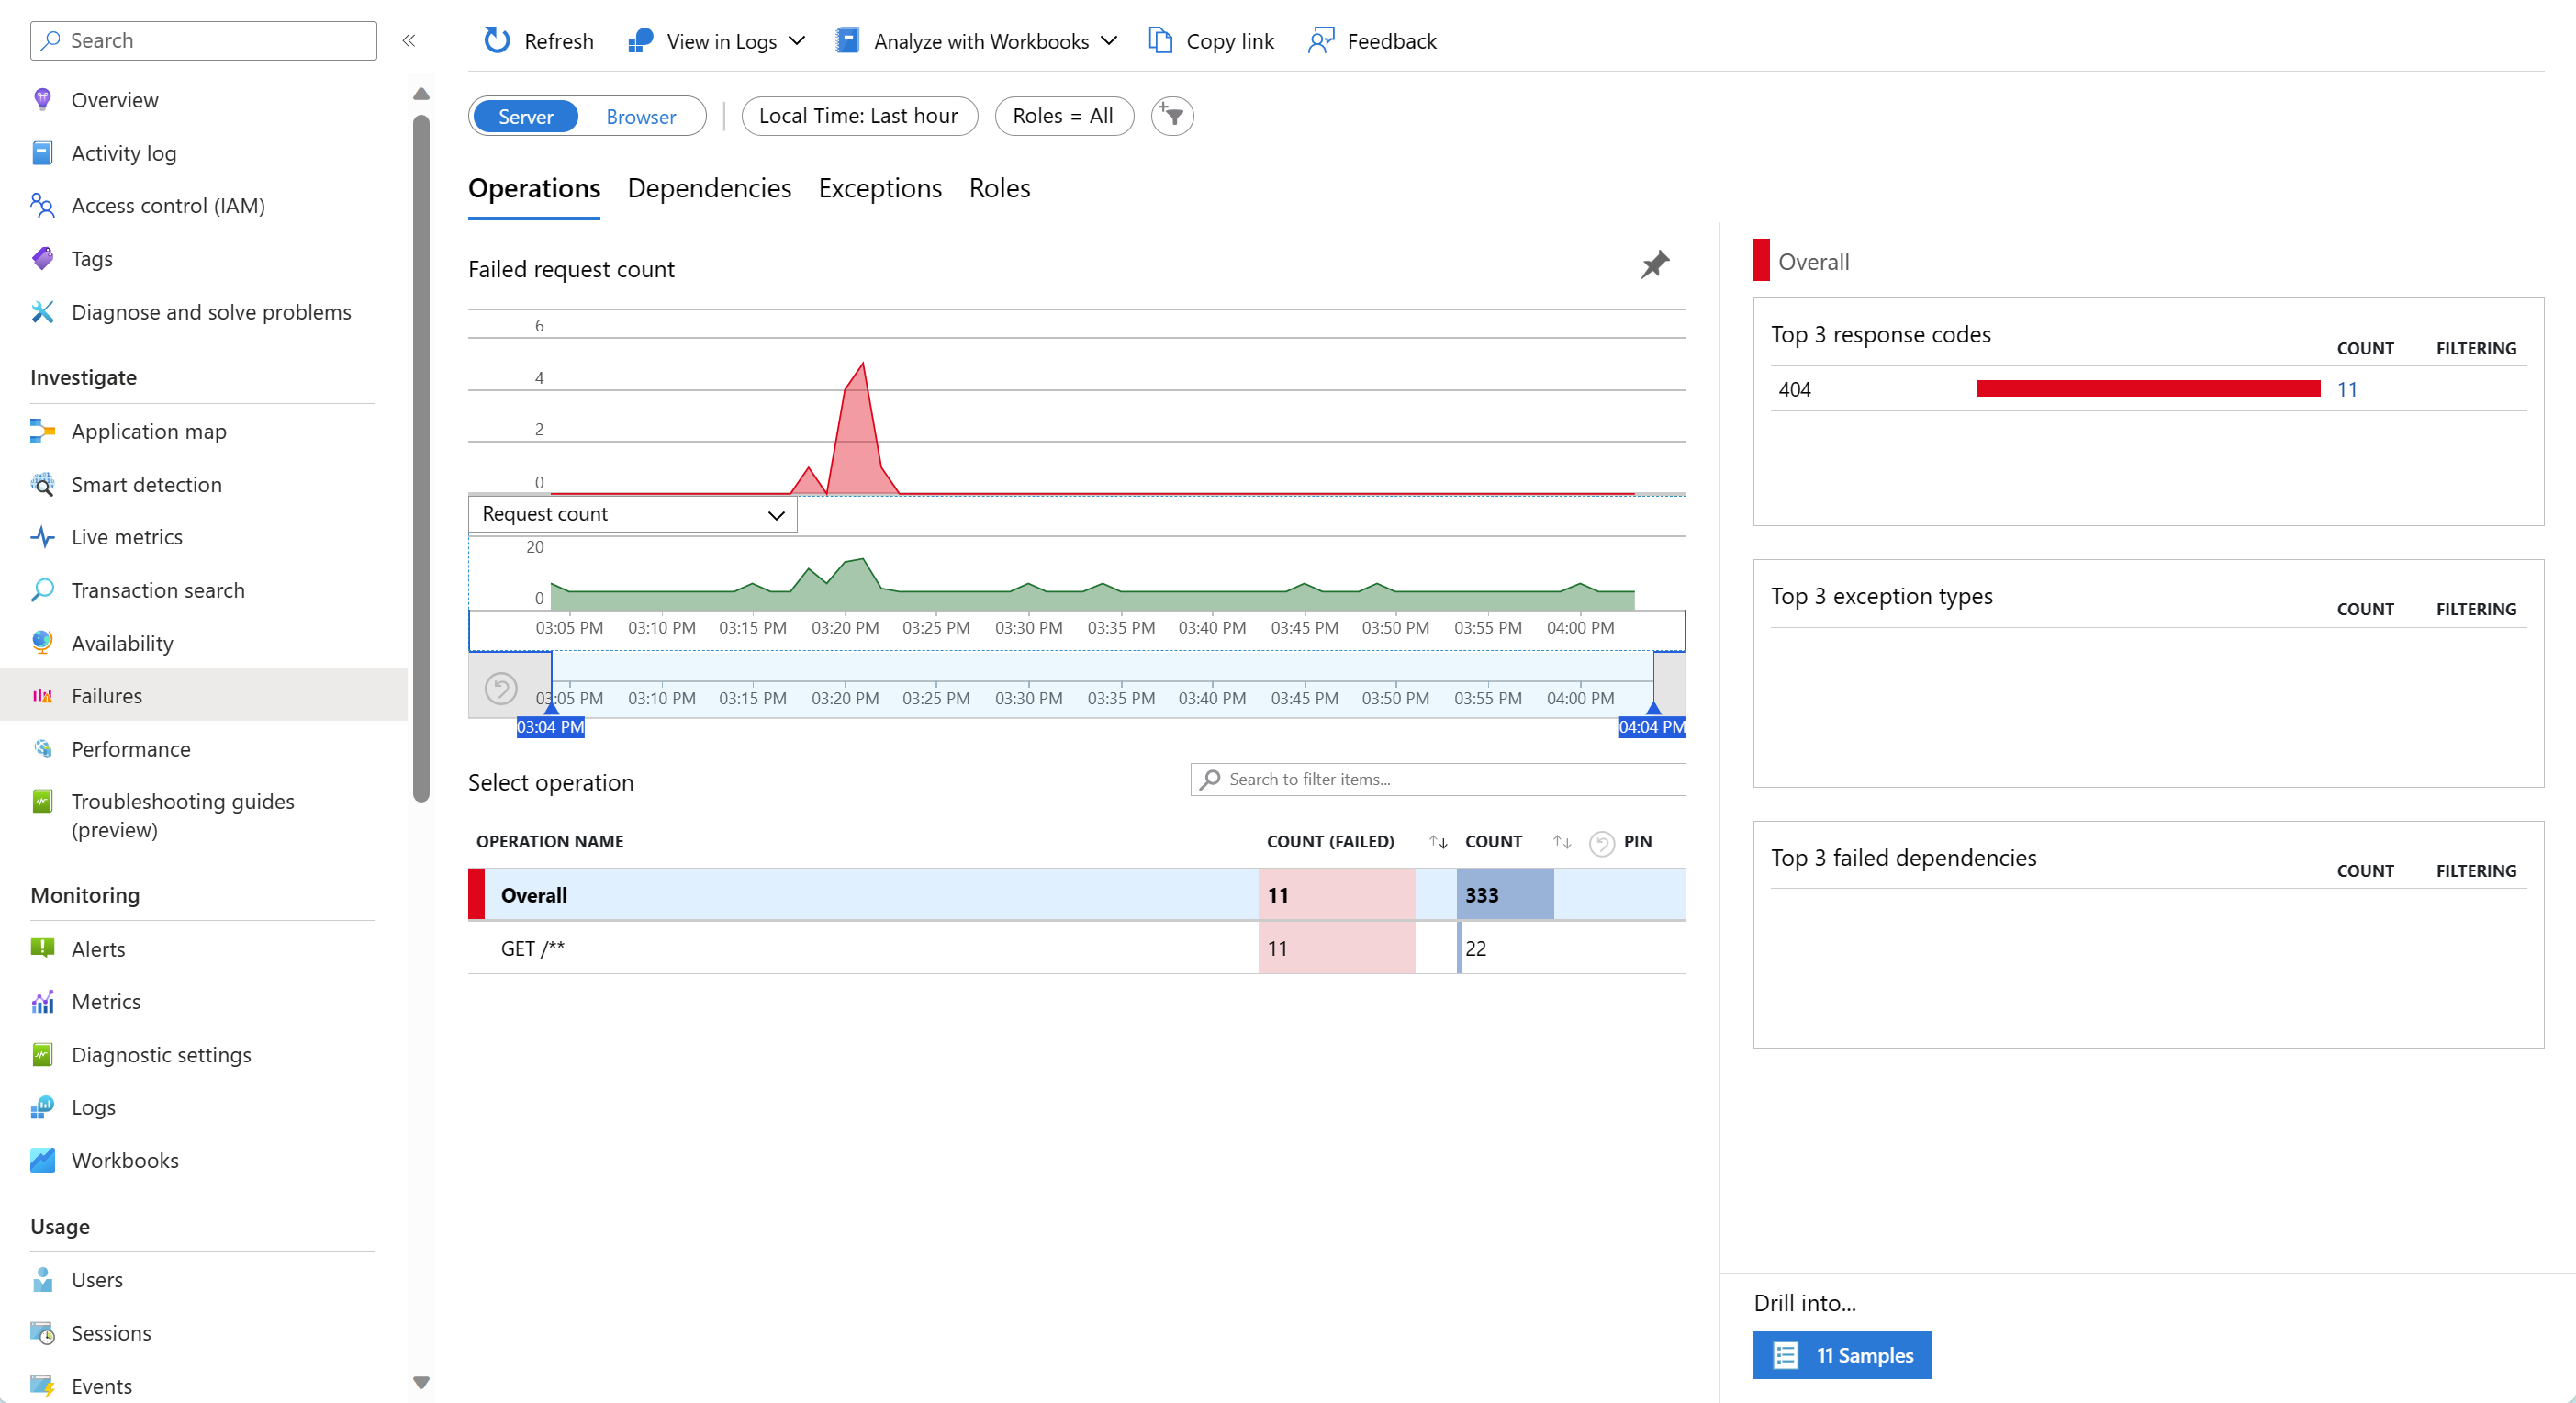 Search
Overview
Activity log
Access control (IAM)
Tags
Diagnose and solve problems
Investigate
Application map
Smart detection
Live metrics
Transaction search
Availability
Failures
Performance
Troubleshooting guides
(preview)
Monitoring
Alerts
Metrics
Diagnostic settings
Logs
Workbooks
Usage
Users
Sessions
Events
Refresh View in Logs Analyze with Workbooks Copy link Feedback
Server Browser Local Time: Last hour Roles = All
Operations Dependencies Exceptions Roles
Failed request count
6
4
2
0
Request count
20
0
03:05 PM 03:10 PM 03:15 PM 03:20 PM 03:25 PM 03:30 PM 03:35 PM 03:40 PM 03:45 PM 03:50 PM 03:55 PM 04:00 PM
03:05 PM 03:10 PM 03:15 PM 03:20 PM 03:25 PM 03:30 PM 03:35 PM 03:40 PM 03:45 PM 03:50 PM 03:55 PM 04:00 PM
03:04 PM 04:04 PM
Select operation Search to filter items...
OPERATION NAME COUNT (FAILED) COUNT PIN
Overall 11 333
GET /** 11 22
Overall
Top 3 response codes COUNT FILTERING
404 11
Top 3 exception types COUNT FILTERING
Top 3 failed dependencies COUNT FILTERING
Drill into...
11 Samples